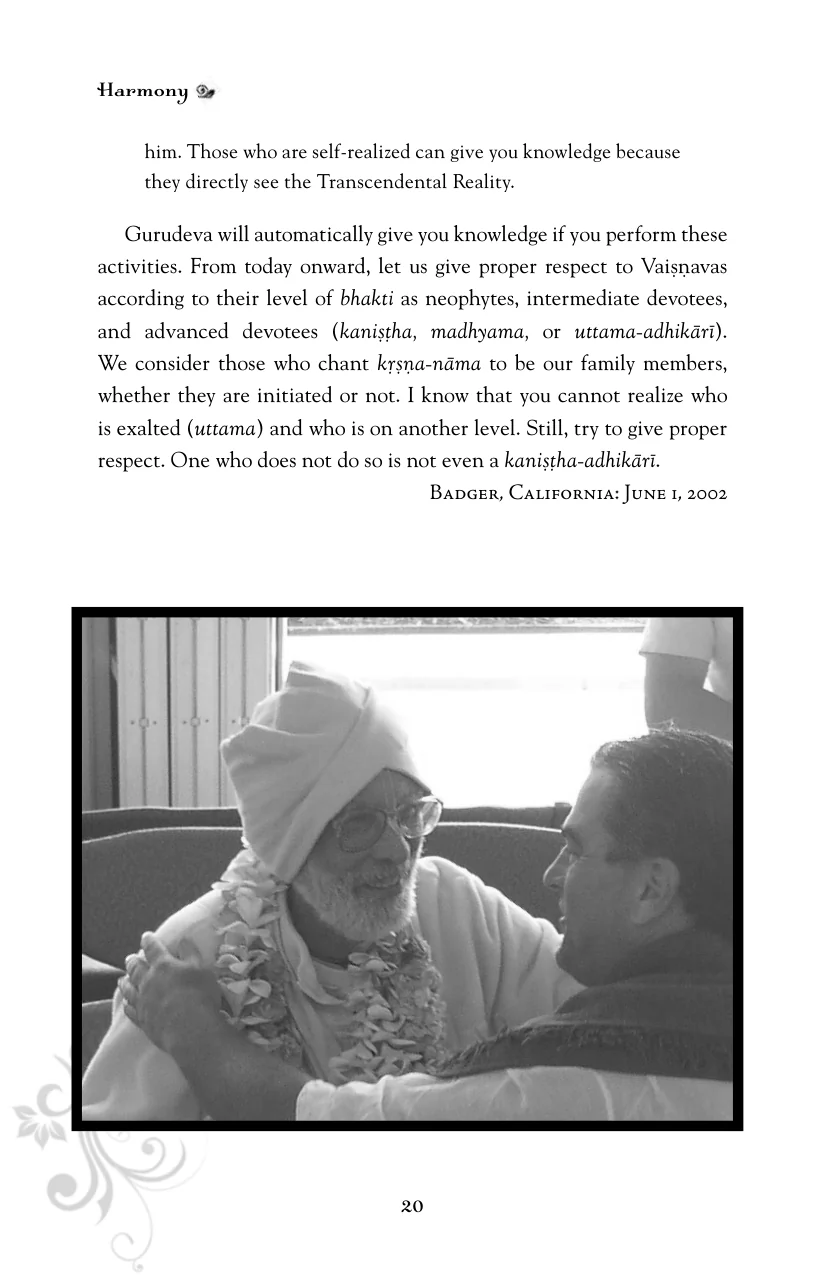 Harmony
him. Those who are self-realized can give you knowledge because
they directly see the Transcendental Reality.
Gurudeva will automatically give you knowledge if you perform these
activities. From today onward, let us give proper respect to Vaiṣṇavas
according to their level of bhakti as neophytes, intermediate devotees,
and advanced devotees (kaniṣṭha, madhyama, or uttama-adhikārī).
We consider those who chant kṛṣṇa-nāma to be our family members,
whether they are initiated or not. I know that you cannot realize who
is exalted (uttama) and who is on another level. Still, try to give proper
respect. One who does not do so is not even a kaniṣṭha-adhikārī.
Badger, California: June 1, 2002
20